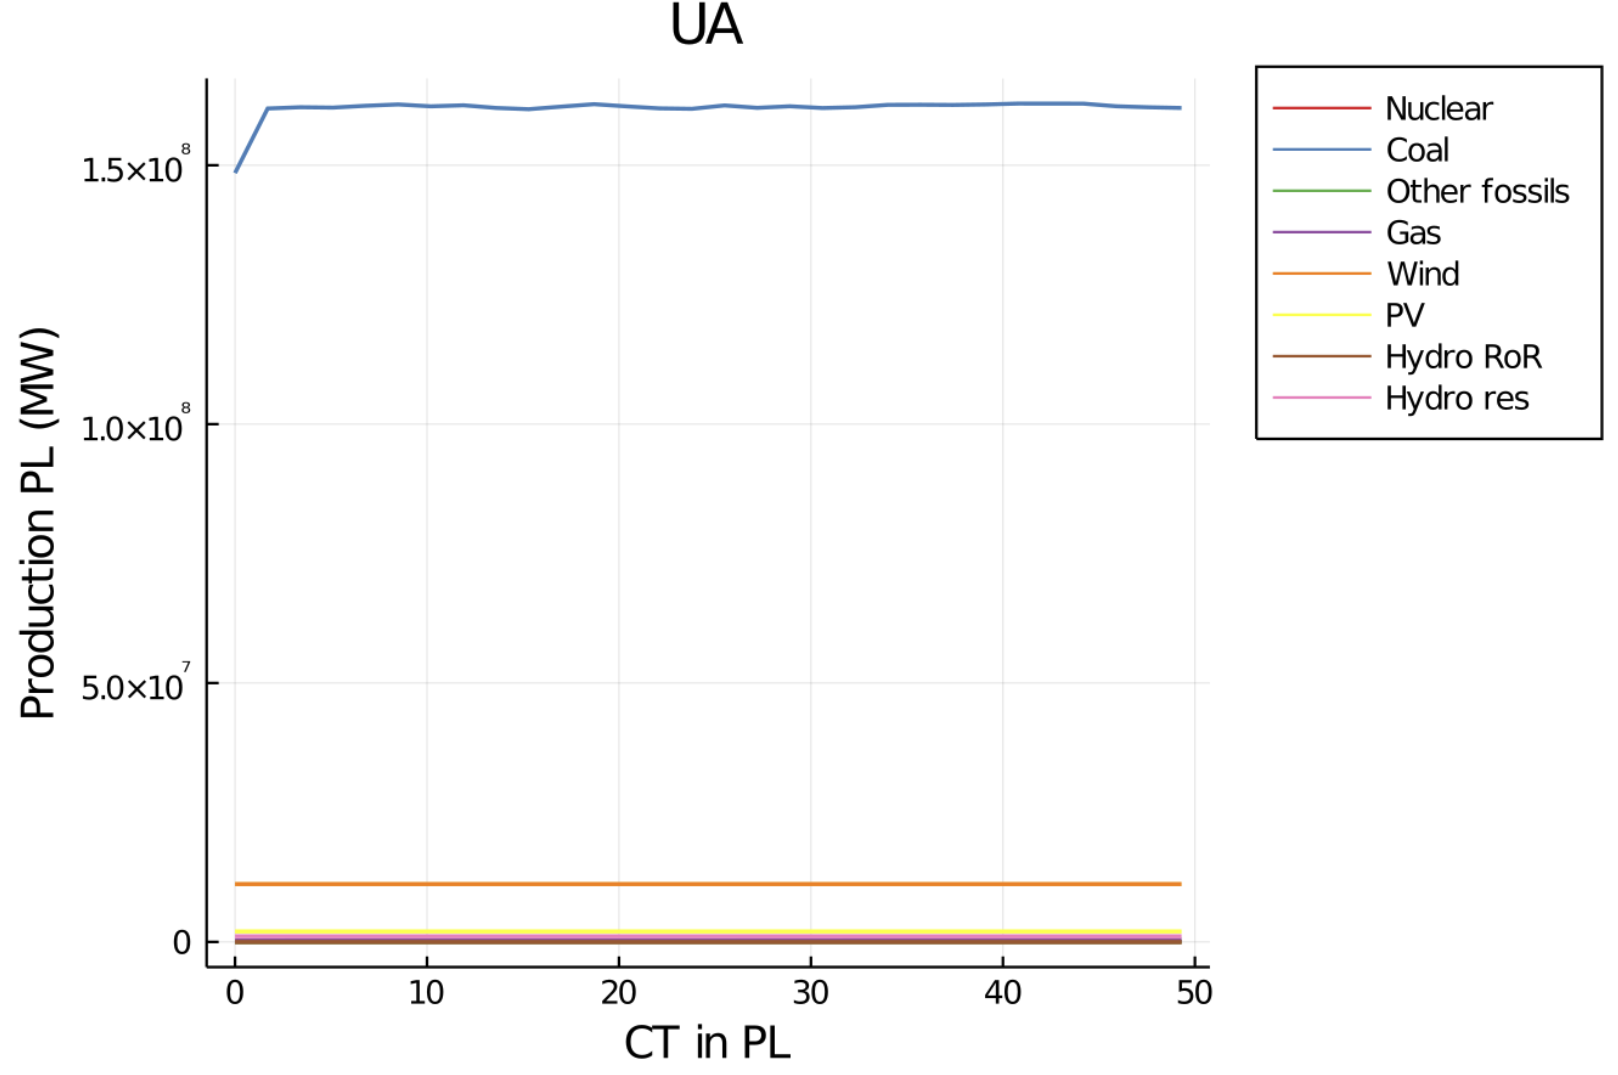 UA
Production PL (MW)
1.5×10⁸
1.0×10⁸
5.0×10⁷
0
0 10 20 30 40 50
CT in PL
Nuclear
Coal
Other fossils
Gas
Wind
PV
Hydro RoR
Hydro res